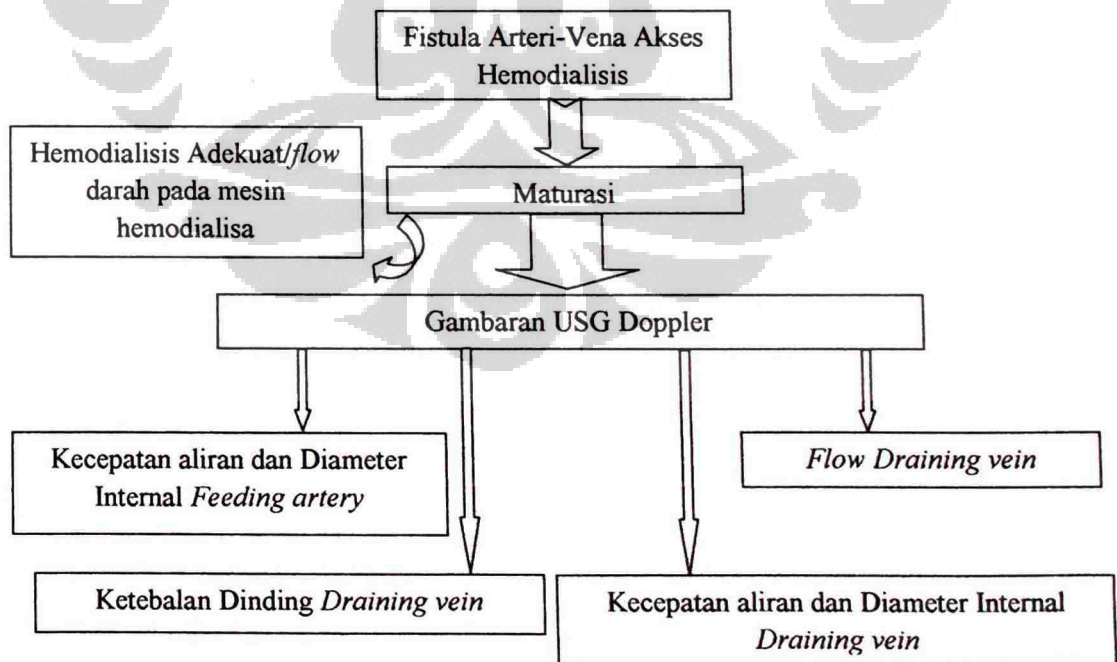 Fistula Arteri-Vena Akses
Hemodialisis
Hemodialisis Adekuat/flow
darah pada mesin
hemodialisa
Maturasi
Gambaran USG Doppler
Kecepatan aliran dan Diameter
Internal Feeding artery
Flow Draining vein
Ketebalan Dinding Draining vein
Kecepatan aliran dan Diameter Internal
Draining vein